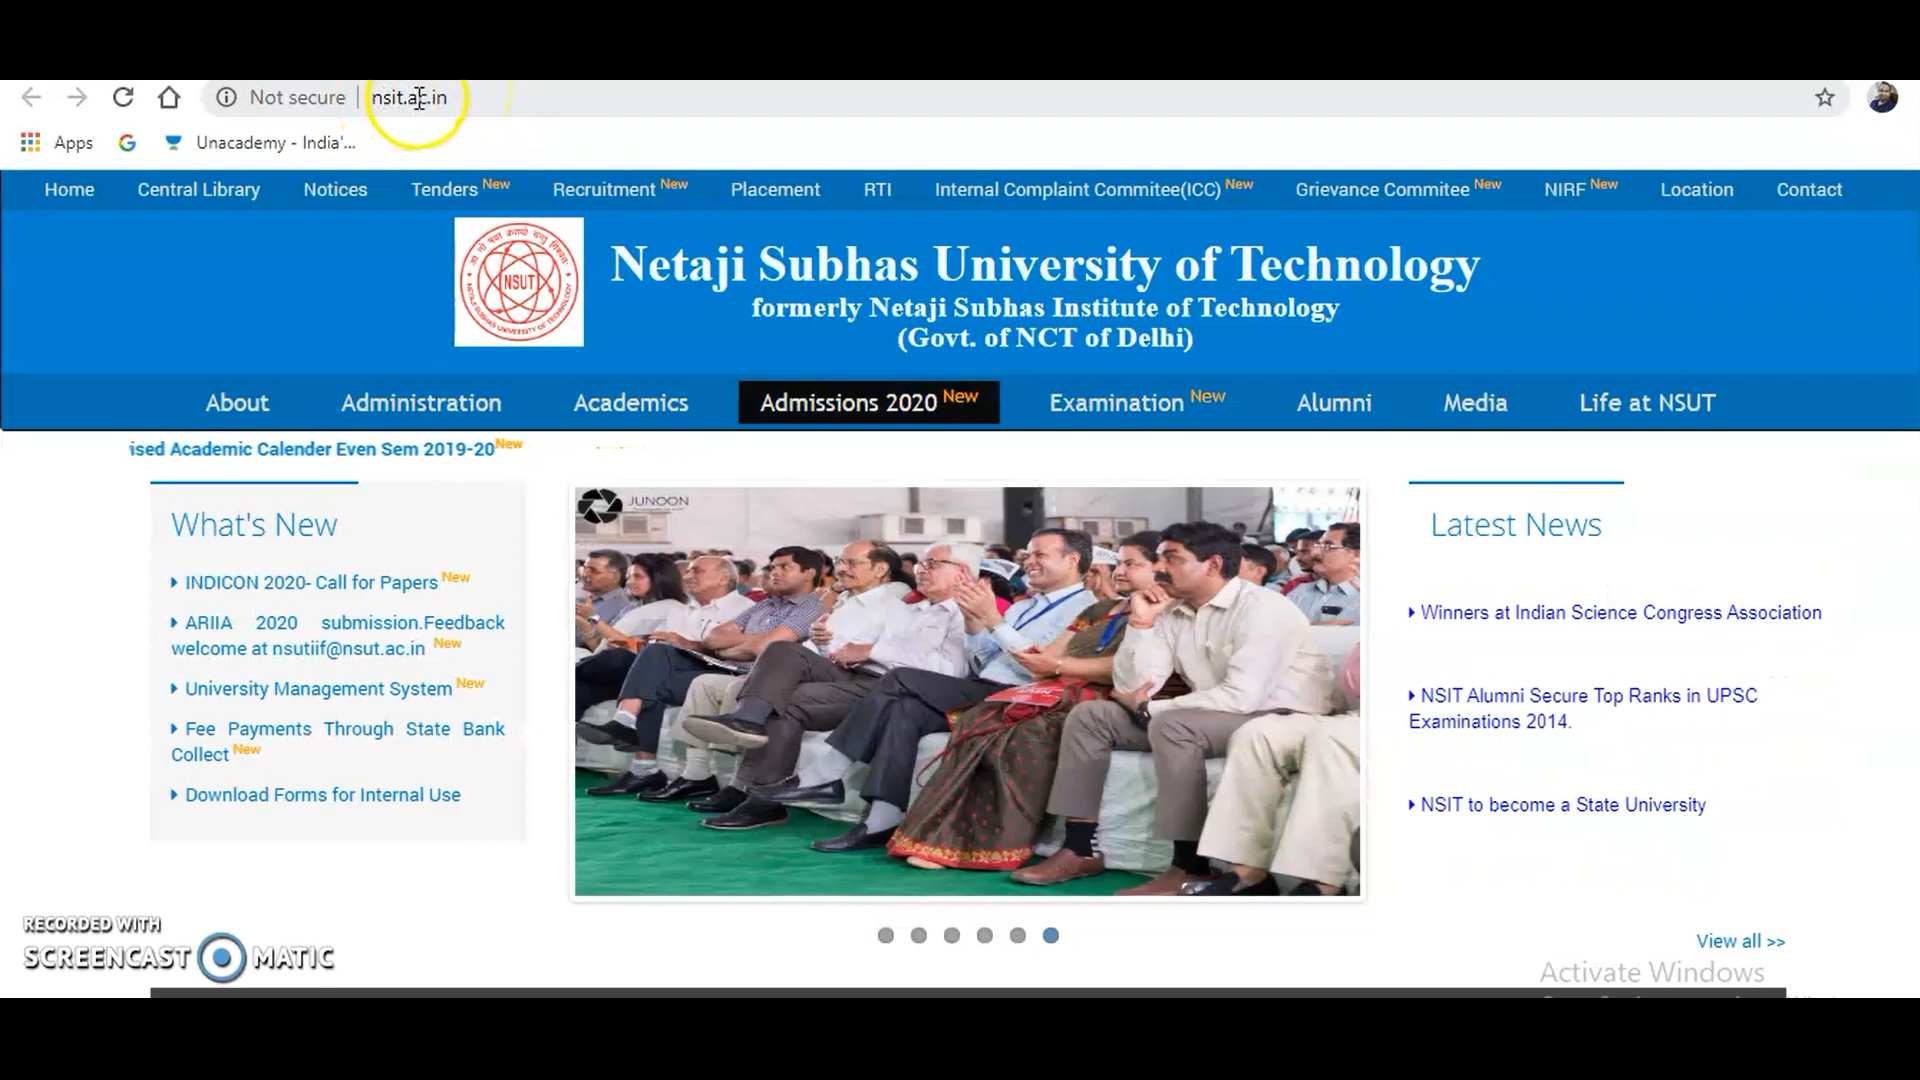 Not secure | nsit.ac.in
Apps Unacademy - India'...
Home Central Library Notices Tenders New Recruitment New Placement RTI Internal Complaint Commitee(ICC) New Grievance Commitee New NIRF New Location Contact
NSUT
Netaji Subhas University of Technology
formerly Netaji Subhas Institute of Technology
(Govt. of NCT of Delhi)
About Administration Academics Admissions 2020 New Examination New Alumni Media Life at NSUT
ised Academic Calender Even Sem 2019-20 New
What's New
INDICON 2020- Call for Papers New
ARIIA 2020 submission.Feedback
welcome at nsutiif@nsut.ac.in New
University Management System New
Fee Payments Through State Bank
Collect New
Download Forms for Internal Use
JUNOON
Latest News
Winners at Indian Science Congress Association
NSIT Alumni Secure Top Ranks in UPSC
Examinations 2014.
NSIT to become a State University
View all >>
Activate Windows
RECORDED WITH
SCREENCAST MATIC